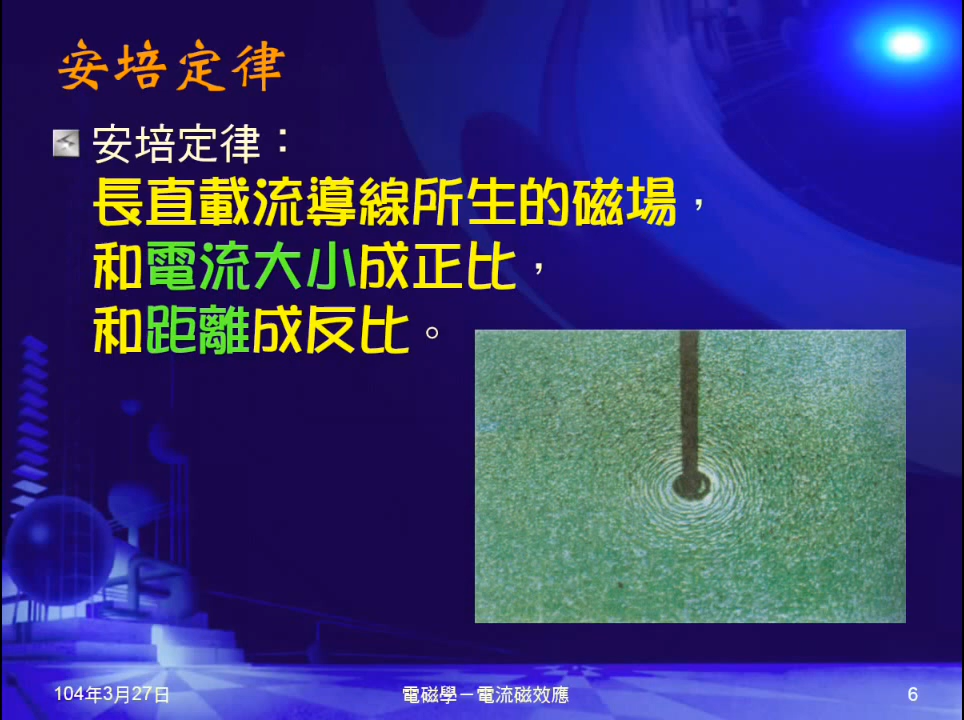 安培定律
安培定律：
長直載流導線所生的磁場，
和電流大小成正比，
和距離成反比。
104年3月27日
電磁學－電流磁效應
6